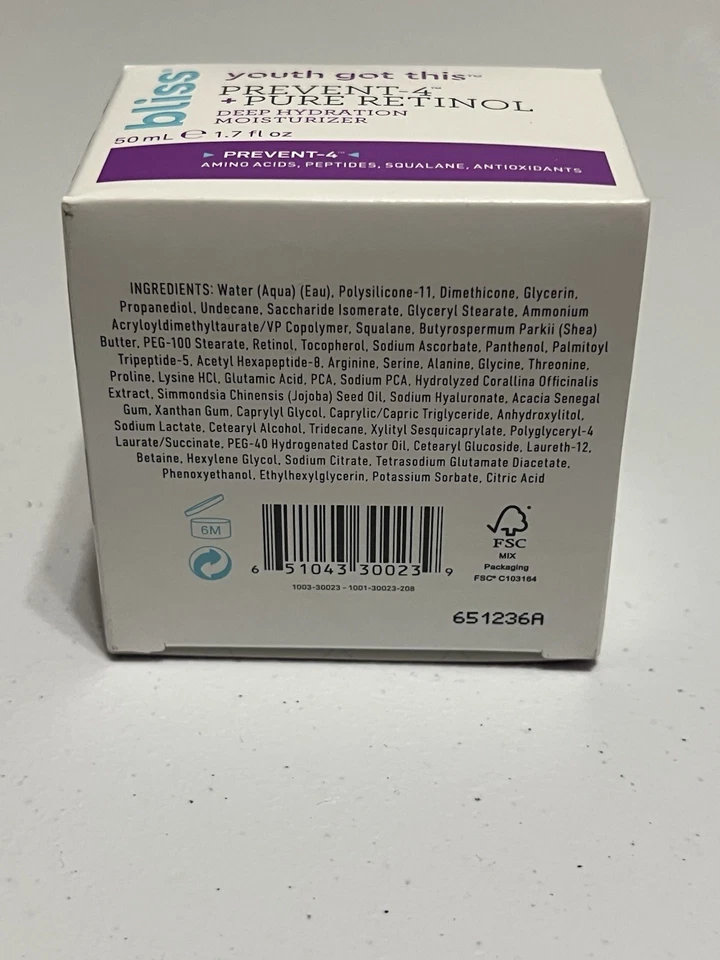 bliss
youth got this™
PREVENT-4™
+ PURE RETINOL
DEEP HYDRATION
MOISTURIZER
50 mL ℮ 1.7 fl oz
PREVENT-4™
AMINO ACIDS, PEPTIDES, SQUALANE, ANTIOXIDANTS
INGREDIENTS: Water (Aqua) (Eau), Polysilicone-11, Dimethicone, Glycerin,
Propanediol, Undecane, Saccharide Isomerate, Glyceryl Stearate, Ammonium
Acryloyldimethyltaurate/VP Copolymer, Squalane, Butyrospermum Parkii (Shea)
Butter, PEG-100 Stearate, Retinol, Tocopherol, Sodium Ascorbate, Panthenol, Palmitoyl
Tripeptide-5, Acetyl Hexapeptide-8, Arginine, Serine, Alanine, Glycine, Threonine,
Proline, Lysine HCl, Glutamic Acid, PCA, Sodium PCA, Hydrolyzed Corallina Officinalis
Extract, Simmondsia Chinensis (Jojoba) Seed Oil, Sodium Hyaluronate, Acacia Senegal
Gum, Xanthan Gum, Caprylyl Glycol, Caprylic/Capric Triglyceride, Anhydroxylitol,
Sodium Lactate, Cetearyl Alcohol, Tridecane, Xylityl Sesquicaprylate, Polyglyceryl-4
Laurate/Succinate, PEG-40 Hydrogenated Castor Oil, Cetearyl Glucoside, Laureth-12,
Betaine, Hexylene Glycol, Sodium Citrate, Tetrasodium Glutamate Diacetate,
Phenoxyethanol, Ethylhexylglycerin, Potassium Sorbate, Citric Acid
6M
6 51043 30023 9
1003-30023 - 1001-30023-208
FSC
MIX
Packaging
FSC® C103164
651236A